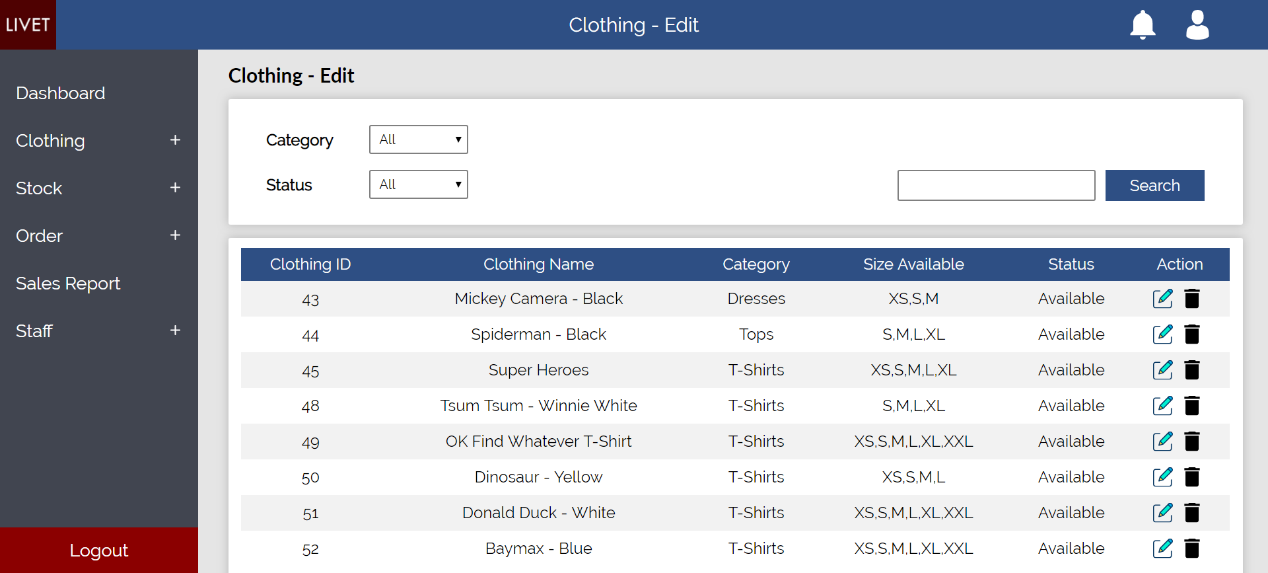 LIVET Clothing - Edit
Clothing - Edit
Dashboard
Clothing +
Stock +
Order +
Sales Report
Staff +
Logout
Category All
Status All
Search
Clothing ID Clothing Name Category Size Available Status Action
43 Mickey Camera - Black Dresses XS,S,M Available
44 Spiderman - Black Tops S,M,L,XL Available
45 Super Heroes T-Shirts XS,S,M,L,XL Available
48 Tsum Tsum - Winnie White T-Shirts S,M,L,XL Available
49 OK Find Whatever T-Shirt T-Shirts XS,S,M,L,XL,XXL Available
50 Dinosaur - Yellow T-Shirts XS,S,M,L Available
51 Donald Duck - White T-Shirts XS,S,M,L,XL,XXL Available
52 Baymax - Blue T-Shirts XS,S,M,L,XL,XXL Available